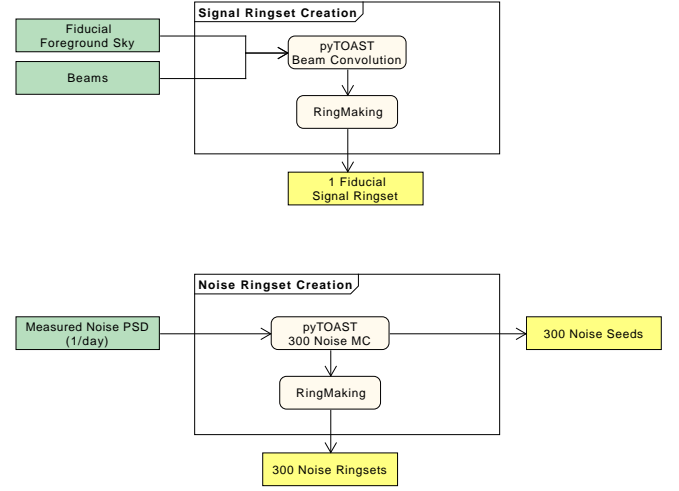 Signal Ringset Creation
Fiducial
Foreground Sky
Beams
pyTOAST
Beam Convolution
RingMaking
1 Fiducial
Signal Ringset
Noise Ringset Creation
Measured Noise PSD
(1/day)
pyTOAST
300 Noise MC
300 Noise Seeds
RingMaking
300 Noise Ringsets